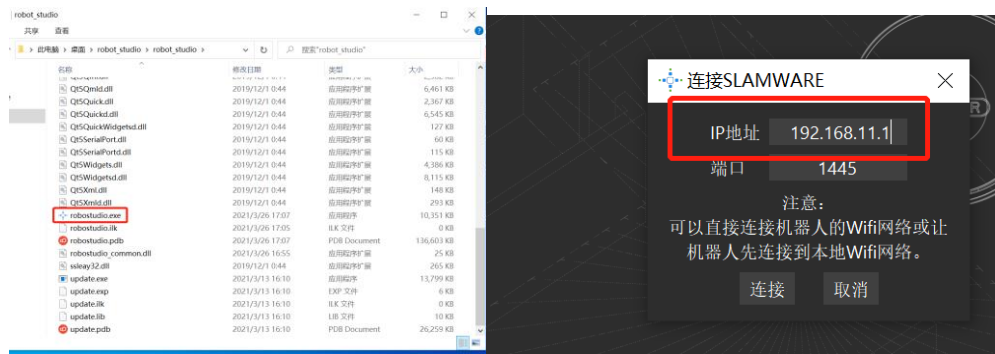 robot_studio
共享 查看
此电脑 > 桌面 > robot_studio > robot_studio >
搜索"robot_studio"
名称 修改日期 类型 大小
Qt5Qmld.dll 2019/12/1 0:44 应用程序扩展 6,461 KB
Qt5Quick.dll 2019/12/1 0:44 应用程序扩展 2,367 KB
Qt5Quickd.dll 2019/12/1 0:44 应用程序扩展 6,545 KB
Qt5QuickWidgetsd.dll 2019/12/1 0:44 应用程序扩展 127 KB
Qt5SerialPort.dll 2019/12/1 0:44 应用程序扩展 60 KB
Qt5SerialPortd.dll 2019/12/1 0:44 应用程序扩展 115 KB
Qt5Widgets.dll 2019/12/1 0:44 应用程序扩展 4,386 KB
Qt5Widgetsd.dll 2019/12/1 0:44 应用程序扩展 8,115 KB
Qt5Xml.dll 2019/12/1 0:44 应用程序扩展 148 KB
Qt5Xmld.dll 2019/12/1 0:44 应用程序扩展 293 KB
robostudio.exe 2021/3/26 17:07 应用程序 10,351 KB
robostudio.ilk 2021/3/26 17:05 ILK 文件 0 KB
robostudio.pdb 2021/3/26 17:07 PDB Document 136,603 KB
robostudio_common.dll 2021/3/26 16:55 应用程序扩展 25 KB
ssleay32.dll 2019/12/1 0:44 应用程序扩展 265 KB
update.exe 2021/3/13 16:10 应用程序 13,799 KB
update.exp 2021/3/13 16:10 EXP 文件 6 KB
update.ilk 2021/3/13 16:10 ILK 文件 0 KB
update.lib 2021/3/13 16:10 LIB 文件 10 KB
update.pdb 2021/3/13 16:10 PDB Document 26,259 KB
连接SLAMWARE
IP地址 192.168.11.1
端口 1445
注意：
可以直接连接机器人的Wifi网络或让
机器人先连接到本地Wifi网络。
连接 取消